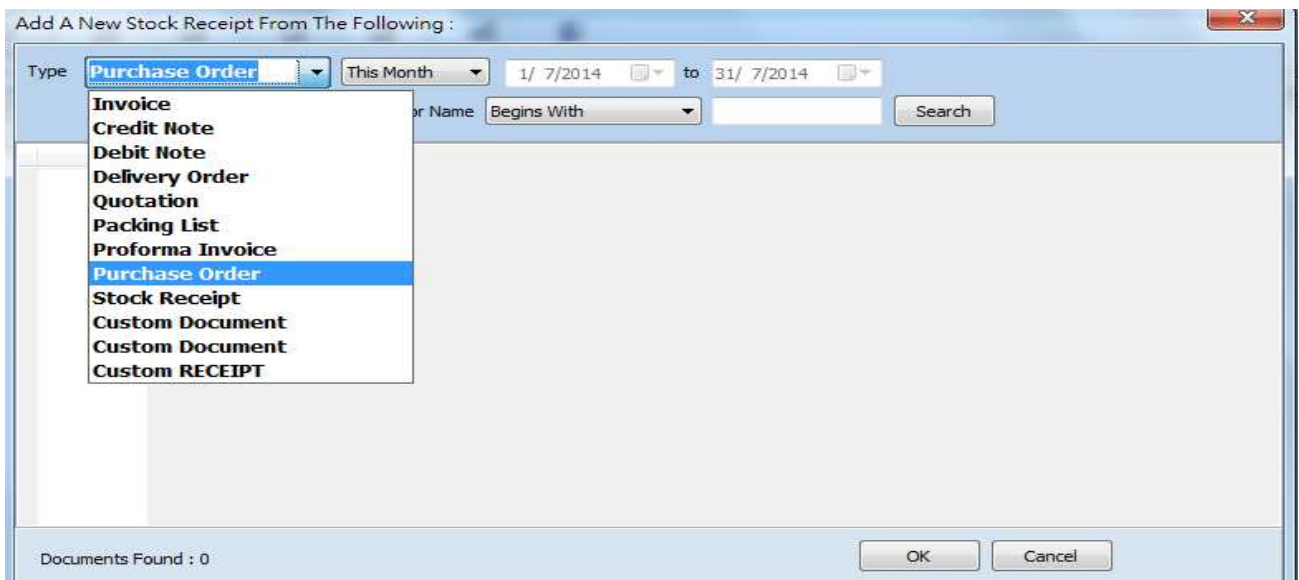 Add A New Stock Receipt From The Following :
Type Purchase Order This Month 1/ 7/2014 to 31/ 7/2014
Name Begins With Search
Invoice
Credit Note
Debit Note
Delivery Order
Quotation
Packing List
Proforma Invoice
Purchase Order
Stock Receipt
Custom Document
Custom Document
Custom RECEIPT
Documents Found : 0 OK Cancel